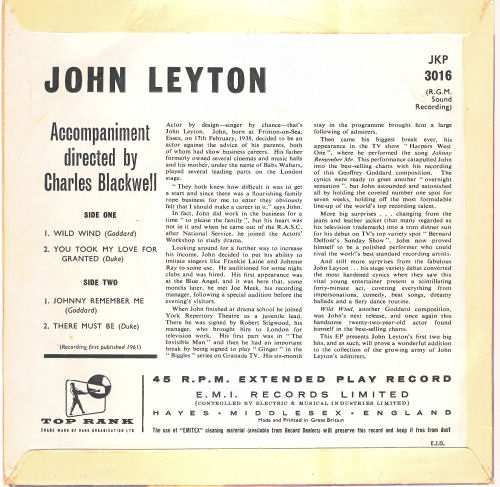 JOHN LEYTON
JKP
3016
(R.G.M.
Sound
Recording)
Accompaniment
directed by
Charles Blackwell
SIDE ONE
1. WILD WIND (Goddard)
2. YOU TOOK MY LOVE FOR
GRANTED (Duke)
SIDE TWO
1. JOHNNY REMEMBER ME
(Goddard)
2. THERE MUST BE (Duke)
(Recording first published 1961)
Actor by design—singer by chance—that's
John Leyton. John, born at Frinton-on-Sea,
Essex, on 17th February, 1938, decided to be an
actor against the advice of his parents, both
of whom had show business careers. His father
formerly owned several cinemas and music halls
and his mother, under the name of Babs Walters,
played several leading parts on the London
stage.
"They both knew how difficult it was to get
a start and since there was a flourishing family
rope business for me to enter they obviously
felt that I should make a career in it," says John.
In fact, John did work in the business for a
time "to please the family", but his heart was
not in it and when he came out of the R.A.S.C.
after National Service, he joined the Actors'
Workshop to study drama.
Looking around for a further way to increase
his income, John decided to put his ability to
imitate singers like Frankie Laine and Johnnie
Ray to some use. He auditioned for some night
clubs and was hired. His first appearance was
at the Blue Angel, and it was here that, some
months later, he met Joe Meek, his recording
manager, following a special audition before the
evening's visitors.
When John finished at drama school he joined
York Repertory Theatre as a juvenile lead.
There he was signed by Robert Stigwood, his
manager, who brought him to London for
television work. His first part was in "The
Invisible Man" and then he had an important
break by being signed to play "Ginger" in the
"Biggles" series on Granada TV. His six-month
stay in the programme brought him a large
following of admirers.
Then came his biggest break ever, his
appearance in the TV show "Harpers West
One", where he performed the song Johnny
Remember Me. This performance catapulted John
into the best-selling charts with his recording
of this Geoffrey Goddard composition. The
cynics were ready to greet another "overnight
sensation", but John astounded and astonished
all by holding the coveted number one spot for
seven weeks, holding off the most formidable
line-up of the world's top recording talent.
More big surprises . . . changing from the
jeans and leather jacket (that many regarded as
his television trademark) into a trim dinner suit
for his début on TV's top variety spot "Bernard
Delfont's Sunday Show". John now proved
himself to be a polished performer who could
rival the world's best standard recording artists.
And still more surprises from the fabulous
John Leyton . . . his stage variety début converted
the most hardened cynics when they saw this
vital young entertainer present a scintillating
forty-minute act, covering everything from
impersonations, comedy, beat songs, dreamy
ballads and a fiery dance routine.
Wild Wind, another Goddard composition,
was John's next release, and once again this
handsome twenty-two-year-old actor found
himself in the best-selling charts.
This EP presents John Leyton's first two big
hits, and as such, will prove a wonderful addition
to the collection of the growing army of John
Leyton's admirers.
TOP RANK
TRADE MARK OF RANK ORGANISATION LTD
45 R.P.M. EXTENDED PLAY RECORD
E.M.I. RECORDS LIMITED
(CONTROLLED BY ELECTRIC & MUSICAL INDUSTRIES LIMITED)
HAYES · MIDDLESEX · ENGLAND
Made and Printed in Great Britain
The use of "EMITEX" cleaning material (available from Record Dealers) will preserve this record and keep it free from dust
E.J.D.